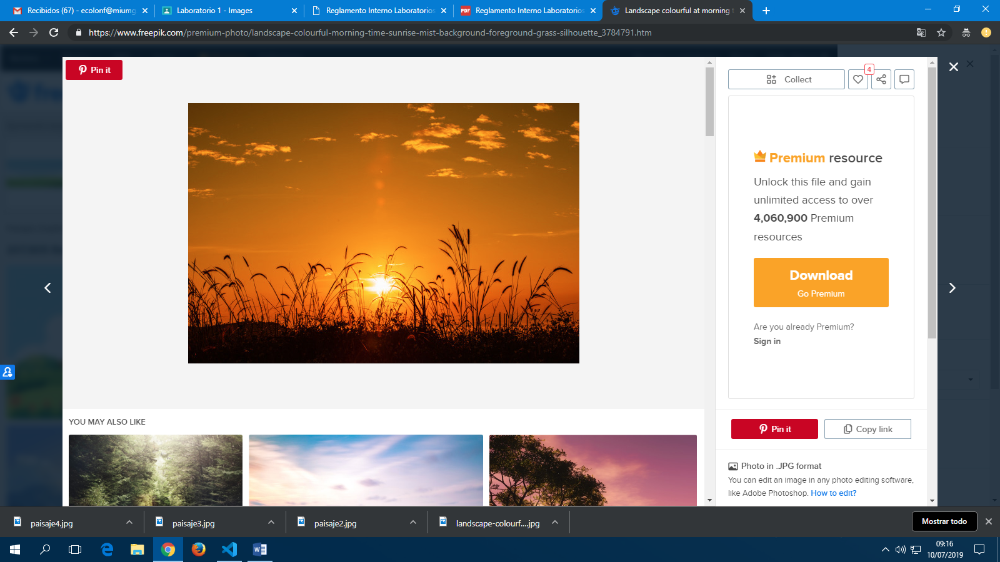 Recibidos (67) - ecolonf@miumg
Laboratorio 1 - Images
Reglamento Interno Laboratorios
PDF
Reglamento Interno Laboratorios
Landscape colourful at morning t
https://www.freepik.com/premium-photo/landscape-colourful-morning-time-sunrise-mist-background-foreground-grass-silhouette_3784791.htm
Pin it
Collect
4
Premium resource
Unlock this file and gain
unlimited access to over
4,060,900 Premium
resources
Download
Go Premium
Are you already Premium?
Sign in
YOU MAY ALSO LIKE
Pin it
Copy link
Photo in .JPG format
You can edit an image in any photo editing software,
like Adobe Photoshop. How to edit?
paisaje4.jpg
paisaje3.jpg
paisaje2.jpg
landscape-colourf....jpg
Mostrar todo
09:16
10/07/2019